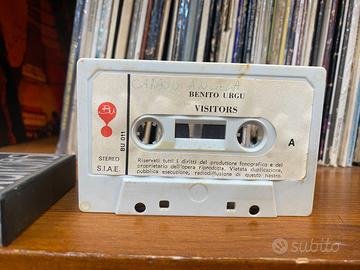 BENITO URGU
VISITORS
BU
BU 011
A
STEREO
S.I.A.E.
Riservati tutti i diritti del produttore fonografico e del
proprietario dell'opera riprodotta. Vietata duplicazione,
pubblica esecuzione, radiodiffusione di questo nastro.
subito